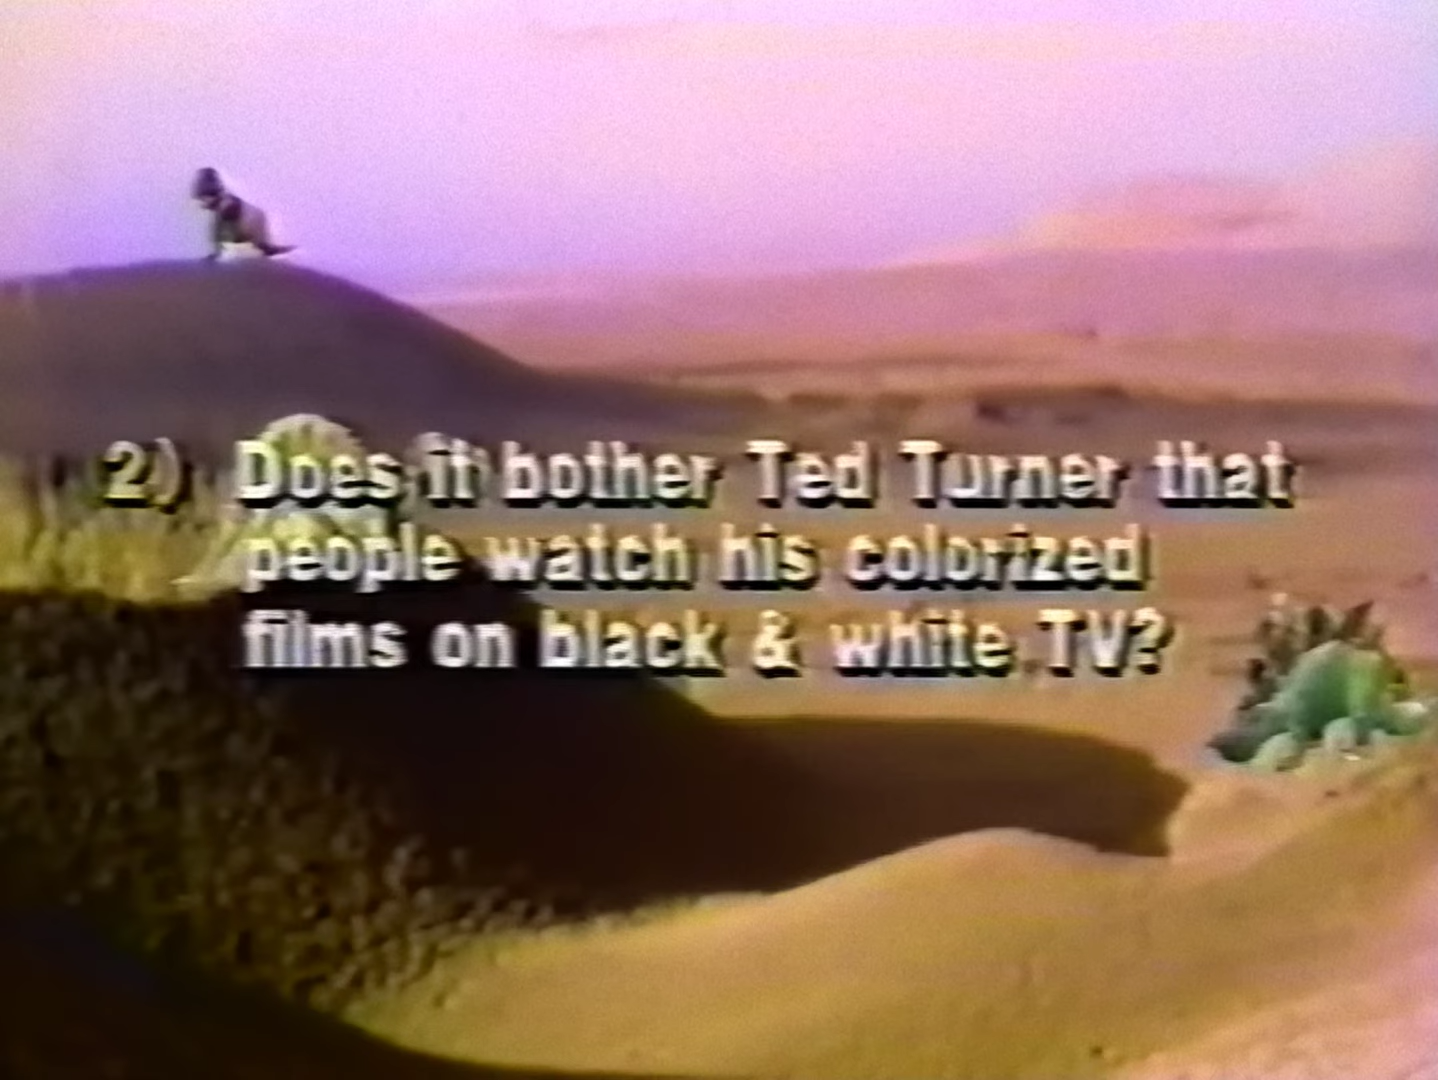 2) Does it bother Ted Turner that
people watch his colorized
films on black & white TV?